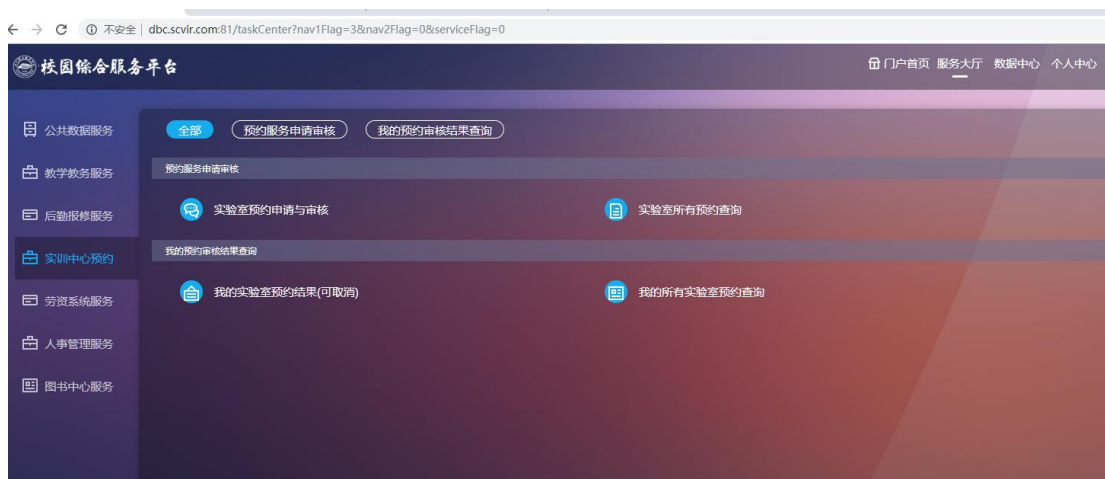 不安全 | dbc.scvir.com:81/taskCenter?nav1Flag=3&nav2Flag=0&serviceFlag=0
校园综合服务平台
门户首页 服务大厅 数据中心 个人中心
公共数据服务
教学教务服务
后勤报修服务
实训中心预约
劳资系统服务
人事管理服务
图书中心服务
全部 预约服务申请审核 我的预约审核结果查询
预约服务申请审核
实验室预约申请与审核 实验室所有预约查询
我的预约审核结果查询
我的实验室预约结果(可取消) 我的所有实验室预约查询